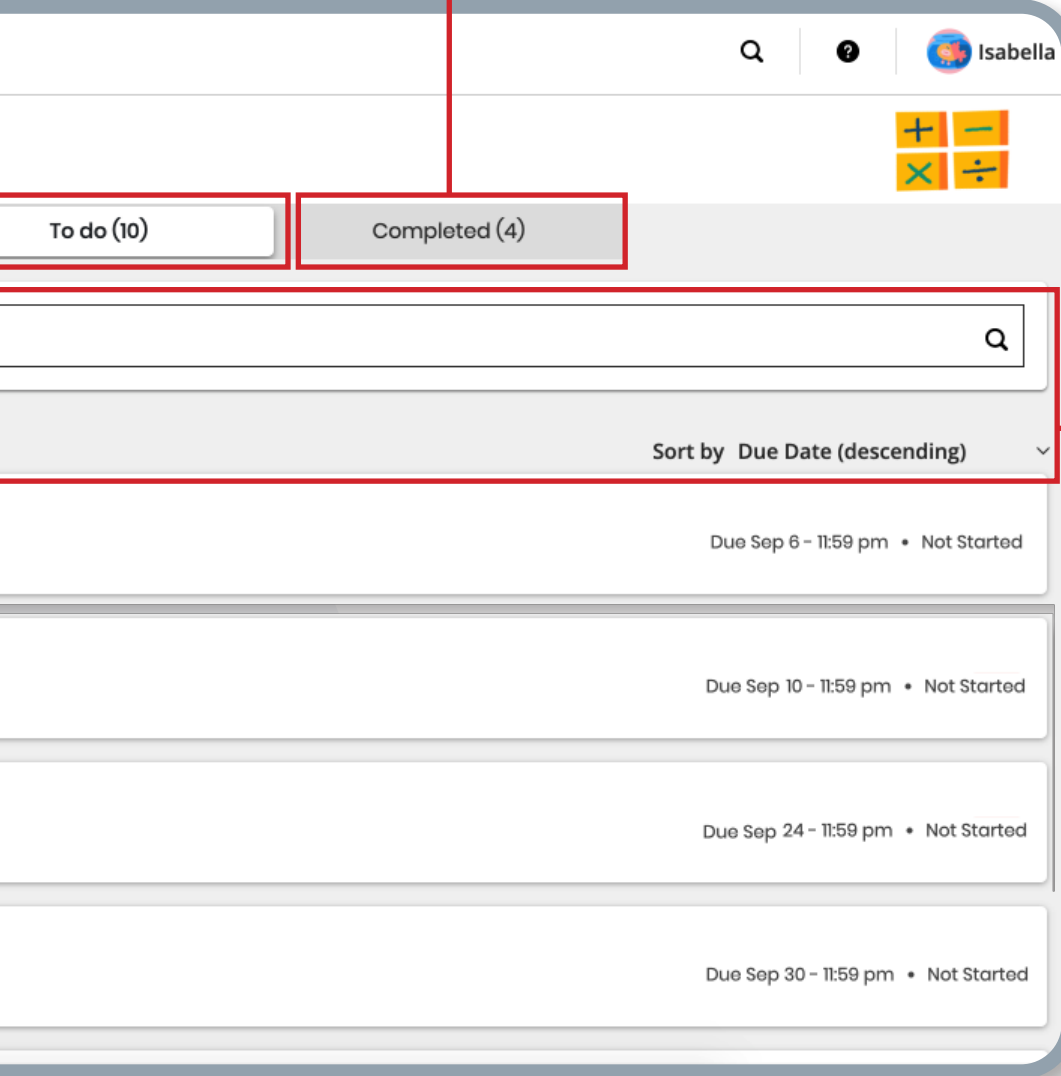 Isabella
+ −
× ÷
To do (10)
Completed (4)
Sort by Due Date (descending)
Due Sep 6 - 11:59 pm • Not Started
Due Sep 10 - 11:59 pm • Not Started
Due Sep 24 - 11:59 pm • Not Started
Due Sep 30 - 11:59 pm • Not Started